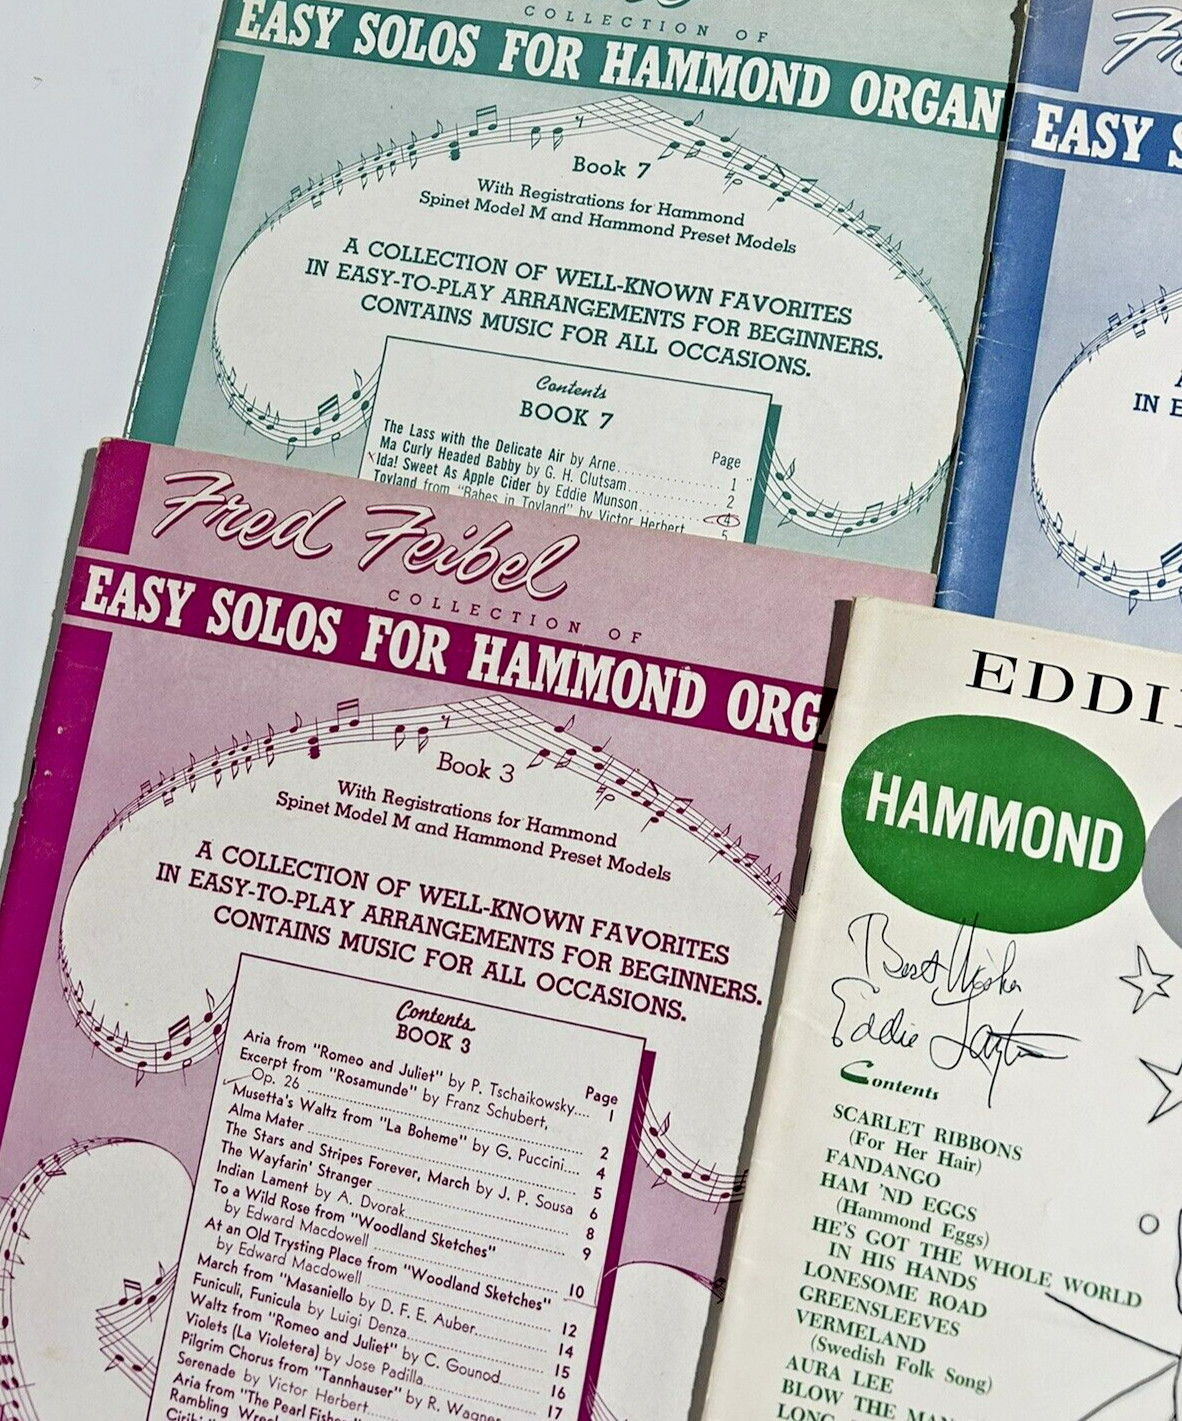 COLLECTION OF
EASY SOLOS FOR HAMMOND ORGAN
Book 7
With Registrations for Hammond
Spinet Model M and Hammond Preset Models
A COLLECTION OF WELL-KNOWN FAVORITES
IN EASY-TO-PLAY ARRANGEMENTS FOR BEGINNERS.
CONTAINS MUSIC FOR ALL OCCASIONS.
Contents
BOOK 7
Page
The Lass with the Delicate Air by Arne 1
Ma Curly Headed Babby by G. H. Clutsam 2
Ida! Sweet As Apple Cider by Eddie Munson 4
Toyland from "Babes in Toyland" by Victor Herbert 5
EASY S
IN E
Fred Feibel
COLLECTION OF
EASY SOLOS FOR HAMMOND ORG
Book 3
With Registrations for Hammond
Spinet Model M and Hammond Preset Models
A COLLECTION OF WELL-KNOWN FAVORITES
IN EASY-TO-PLAY ARRANGEMENTS FOR BEGINNERS.
CONTAINS MUSIC FOR ALL OCCASIONS.
Contents
BOOK 3
Page
Aria from "Romeo and Juliet" by P. Tschaikowsky.... 1
Excerpt from "Rosamunde" by Franz Schubert,
Op. 26 2
Musetta's Waltz from "La Boheme" by G. Puccini.... 4
Alma Mater 5
The Stars and Stripes Forever, March by J. P. Sousa 6
The Wayfarin' Stranger 8
Indian Lament by A. Dvorak 9
To a Wild Rose from "Woodland Sketches"
by Edward Macdowell 10
At an Old Trysting Place from "Woodland Sketches"
by Edward Macdowell 12
March from "Masaniello by D. F. E. Auber 14
Funiculi, Funicula by Luigi Denza 15
Waltz from "Romeo and Juliet" by C. Gounod 16
Violets (La Violetera) by Jose Padilla 17
Pilgrim Chorus from "Tannhauser" by R. Wagner
Serenade by Victor Herbert
Aria from "The Pearl Fisher
Rambling Wrec
EDDI
HAMMOND
Best Wishes
Eddie Layton
Contents
SCARLET RIBBONS
(For Her Hair)
FANDANGO
HAM 'ND EGGS
(Hammond Eggs)
HE'S GOT THE WHOLE WORLD
IN HIS HANDS
LONESOME ROAD
GREENSLEEVES
VERMELAND
(Swedish Folk Song)
AURA LEE
BLOW THE MAN
LONG